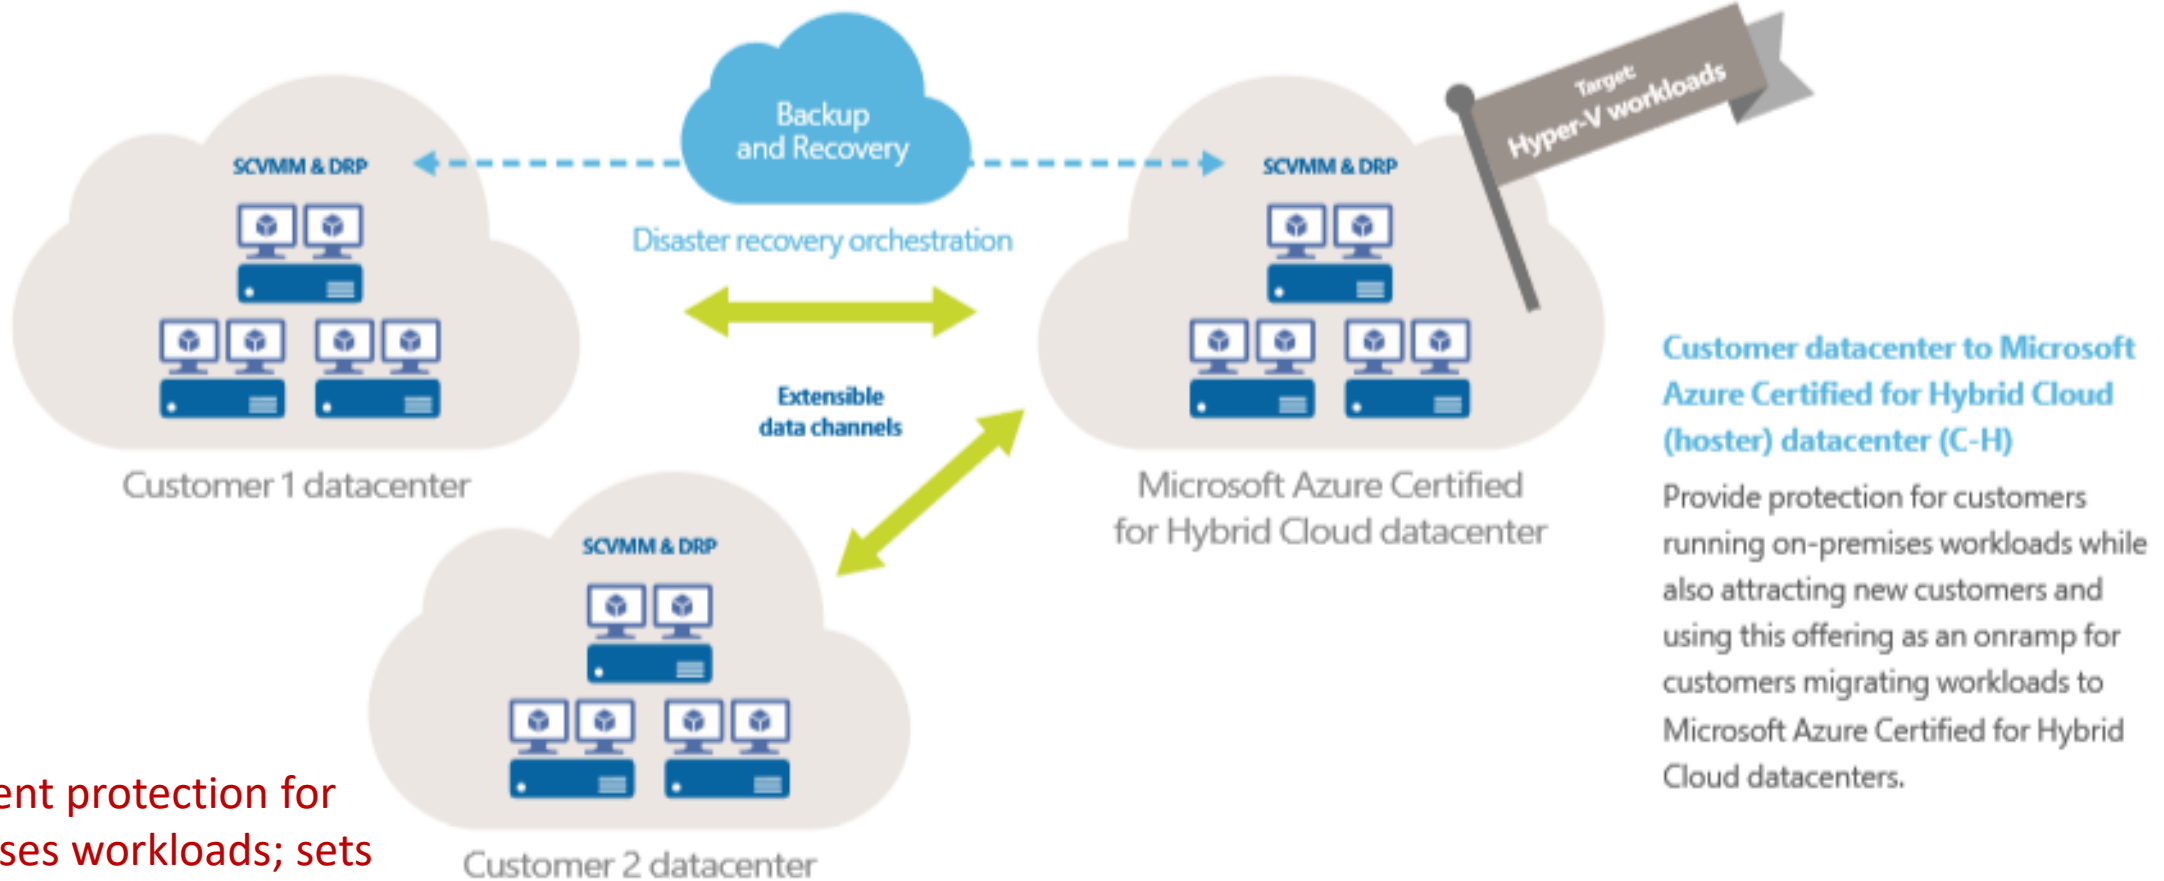 Backup
and Recovery
Target:
Hyper-V workloads
SCVMM & DRP
SCVMM & DRP
Disaster recovery orchestration
Extensible
data channels
Customer 1 datacenter
Microsoft Azure Certified
for Hybrid Cloud datacenter
SCVMM & DRP
Customer 2 datacenter
Customer datacenter to Microsoft
Azure Certified for Hybrid Cloud
(hoster) datacenter (C-H)
Provide protection for customers
running on-premises workloads while
also attracting new customers and
using this offering as an onramp for
customers migrating workloads to
Microsoft Azure Certified for Hybrid
Cloud datacenters.
protection for
workloads; sets